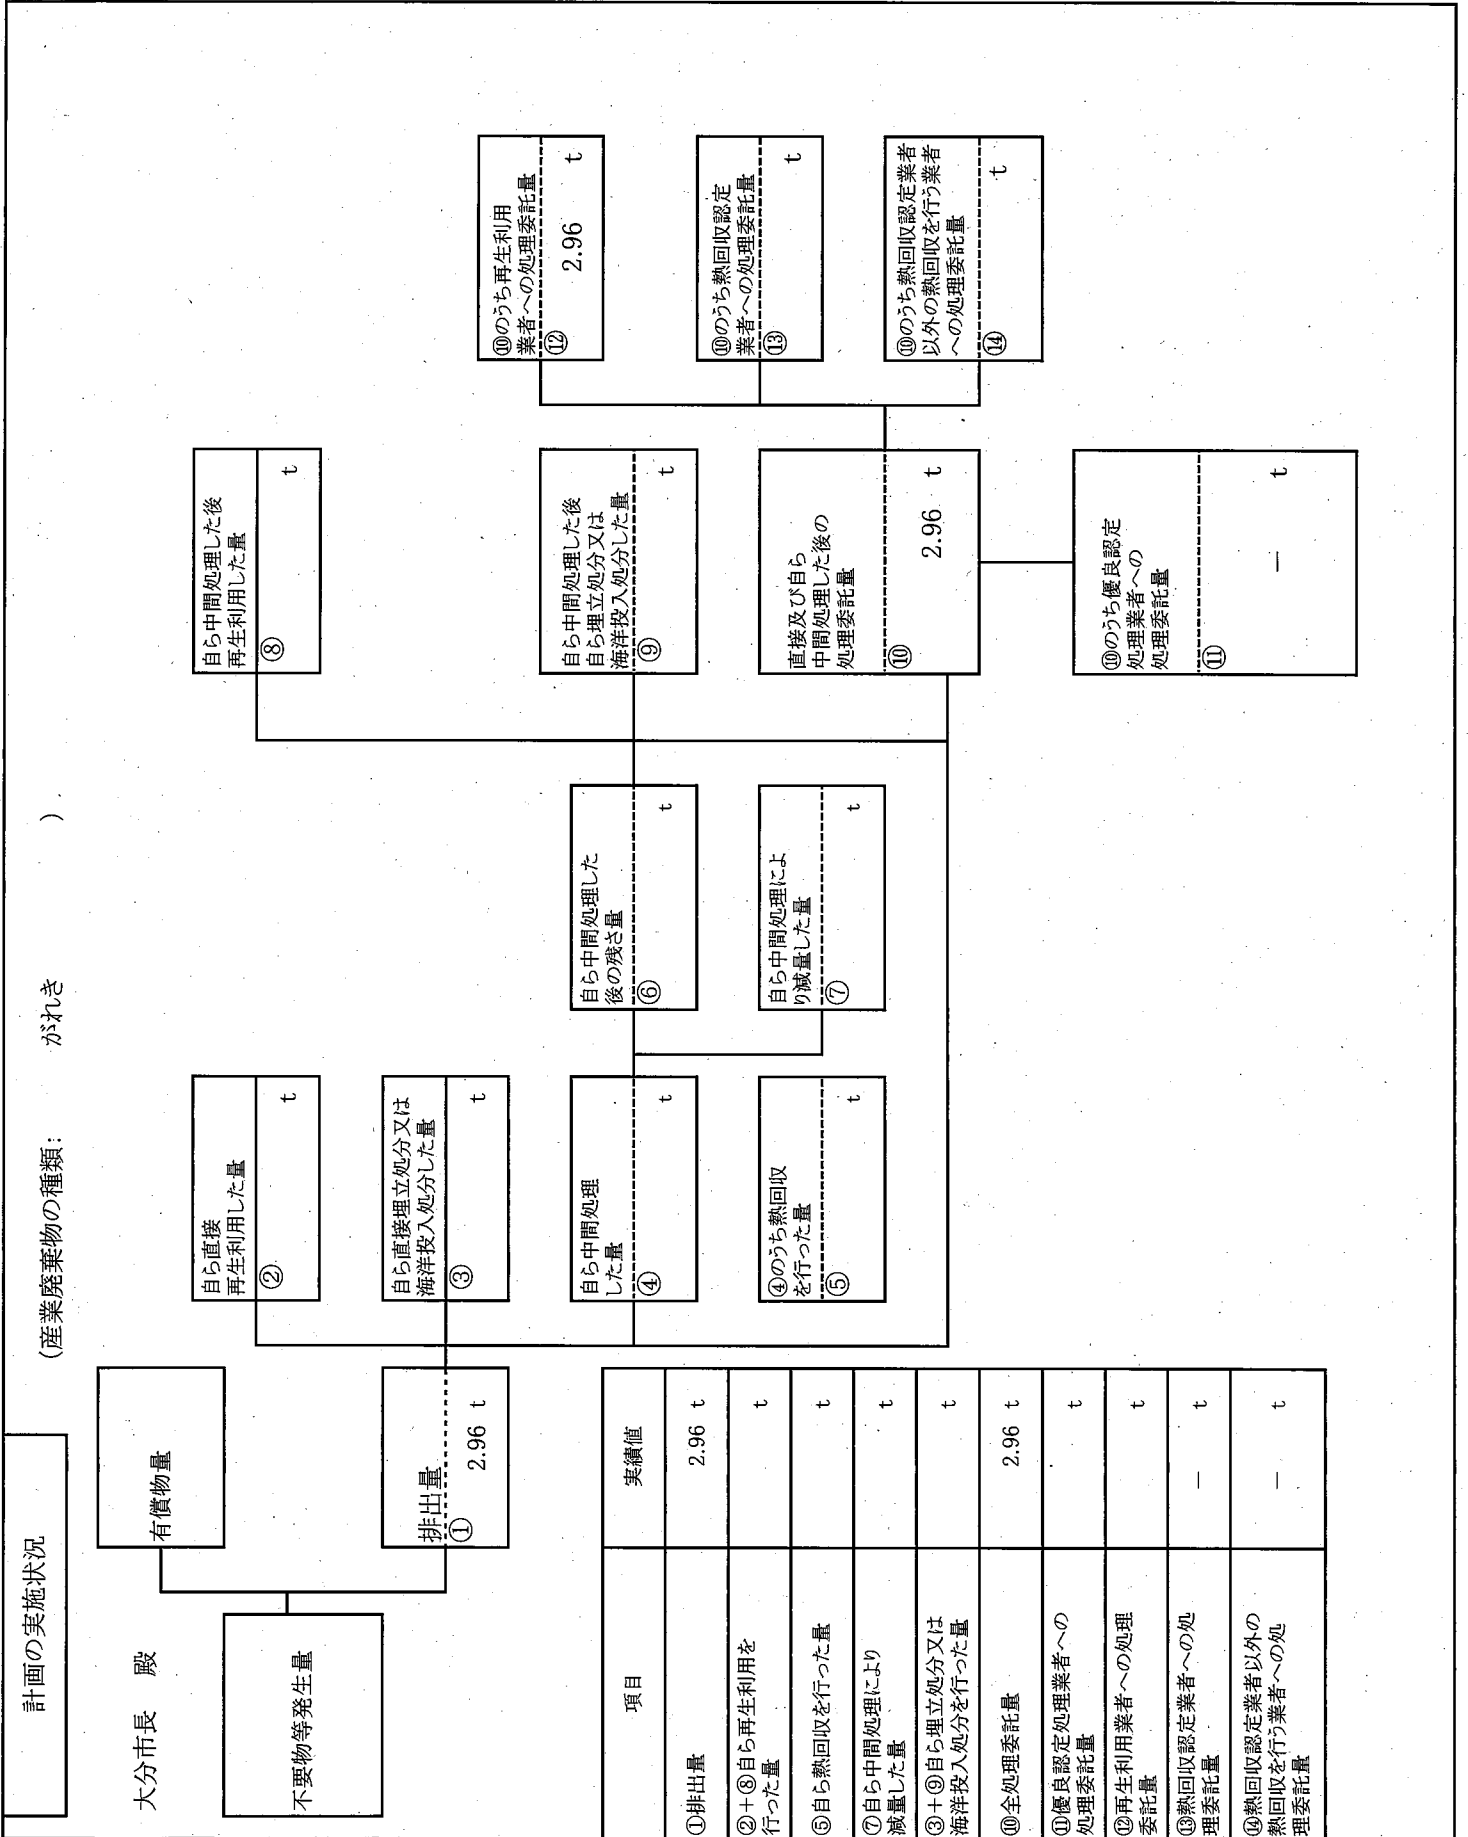 計画の実施状況
大分市長　殿
(産業廃棄物の種類:　がれき　)
不要物等発生量
有償物量
排出量
① 2.96 t
自ら直接
再生利用した量
② t
自ら直接埋立処分又は
海洋投入処分した量
③ t
自ら中間処理
した量
④ t
④のうち熱回収
を行った量
⑤ t
自ら中間処理した
後の残さ量
⑥ t
自ら中間処理によ
り減量した量
⑦ t
自ら中間処理した後
再生利用した量
⑧ t
自ら中間処理した後
自ら埋立処分又は
海洋投入処分した量
⑨ t
直接及び自ら
中間処理した後の
処理委託量
⑩ 2.96 t
⑩のうち優良認定
処理業者への
処理委託量
⑪ － t
⑩のうち再生利用
業者への処理委託量
⑫ 2.96 t
⑩のうち熱回収認定
業者への処理委託量
⑬ t
⑩のうち熱回収認定業者
以外の熱回収を行う業者
への処理委託量
⑭ t
項目 実績値
①排出量 2.96 t
②＋⑧自ら再生利用を
行った量 t
⑤自ら熱回収を行った量 t
⑦自ら中間処理により
減量した量 t
③＋⑨自ら埋立処分又は
海洋投入処分を行った量 t
⑩全処理委託量 2.96 t
⑪優良認定処理業者への
処理委託量 t
⑫再生利用業者への処理
委託量 t
⑬熱回収認定業者への処
理委託量 － t
⑭熱回収認定業者以外の
熱回収を行う業者への処
理委託量 － t